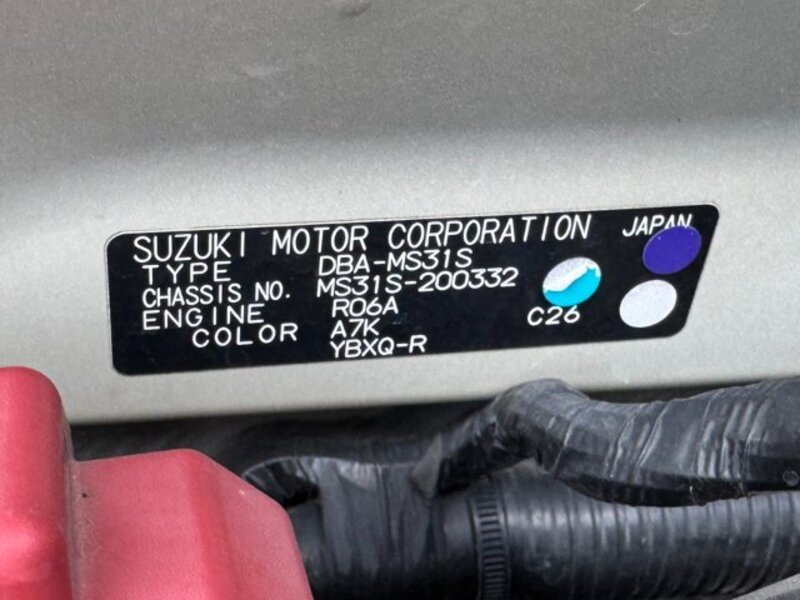 SUZUKI MOTOR CORPORATION JAPAN
TYPE DBA-MS31S
CHASSIS NO. MS31S-200332
ENGINE R06A C26
COLOR A7K
YBXQ-R